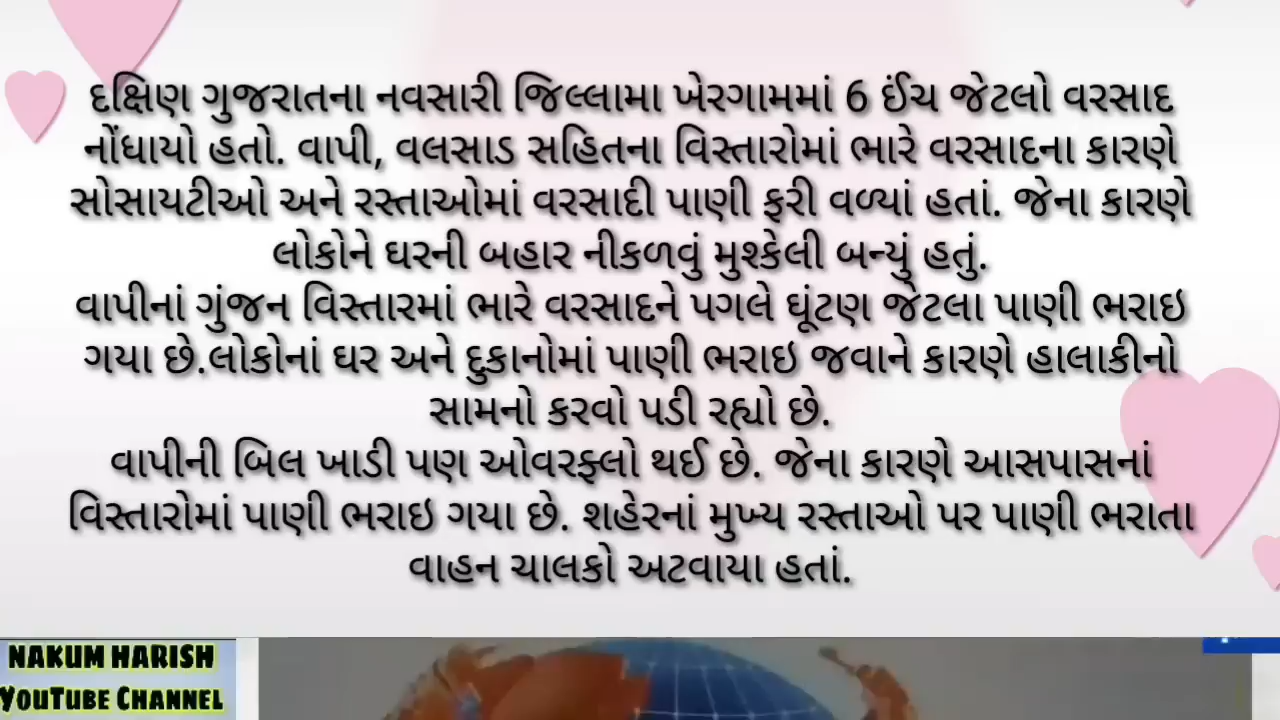 દક્ષિણ ગુજરાતના નવસારી જિલ્લામા ખેરગામમાં 6 ઈંચ જેટલો વરસાદ
નોંધાયો હતો. વાપી, વલસાડ સહિતના વિસ્તારોમાં ભારે વરસાદના કારણે
સોસાયટીઓ અને રસ્તાઓમાં વરસાદી પાણી ફરી વળ્યાં હતાં. જેના કારણે
લોકોને ઘરની બહાર નીકળવું મુશ્કેલી બન્યું હતું.
વાપીનાં ગુંજન વિસ્તારમાં ભારે વરસાદને પગલે ઘૂંટણ જેટલા પાણી ભરાઇ
ગયા છે.લોકોનાં ઘર અને દુકાનોમાં પાણી ભરાઇ જવાને કારણે હાલાકીનો
સામનો કરવો પડી રહ્યો છે.
વાપીની બિલ ખાડી પણ ઓવરફ્લો થઈ છે. જેના કારણે આસપાસનાં
વિસ્તારોમાં પાણી ભરાઇ ગયા છે. શહેરનાં મુખ્ય રસ્તાઓ પર પાણી ભરાતા
વાહન ચાલકો અટવાયા હતાં.
NAKUM HARISH
YOUTUBE CHANNEL